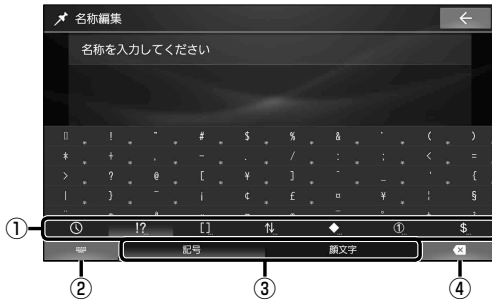 名称編集
名称を入力してください
! " # $ % & ' ( )
* + , - . / : ; < =
> ? @ [ ¥ ] ^ _ ' {
| } ~ ¡ ¢ £ ¤ ¥ ¦ §
① !? [ ] ⇅ ◆ ① $
記号 顔文字
② ③ ④